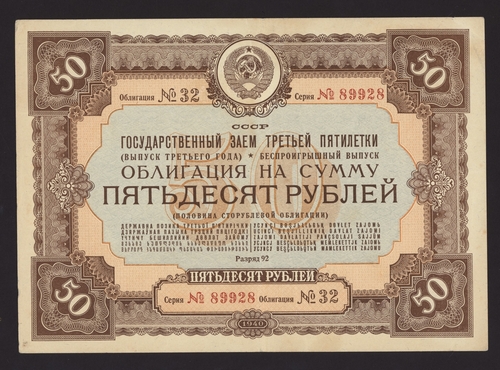 50 50
Облигация № 32 Серия № 89928
СССР
ГОСУДАРСТВЕННЫЙ ЗАЕМ ТРЕТЬЕЙ ПЯТИЛЕТКИ
(ВЫПУСК ТРЕТЬЕГО ГОДА) ★ БЕСПРОИГРЫШНЫЙ ВЫПУСК
ОБЛИГАЦИЯ НА СУММУ
ПЯТЬДЕСЯТ РУБЛЕЙ
(ПОЛОВИНА СТОРУБЛЕВОЙ ОБЛИГАЦИИ)
Разряд 92
ПЯТЬДЕСЯТ РУБЛЕЙ
Серия № 89928 Облигация № 32
50 50
1940